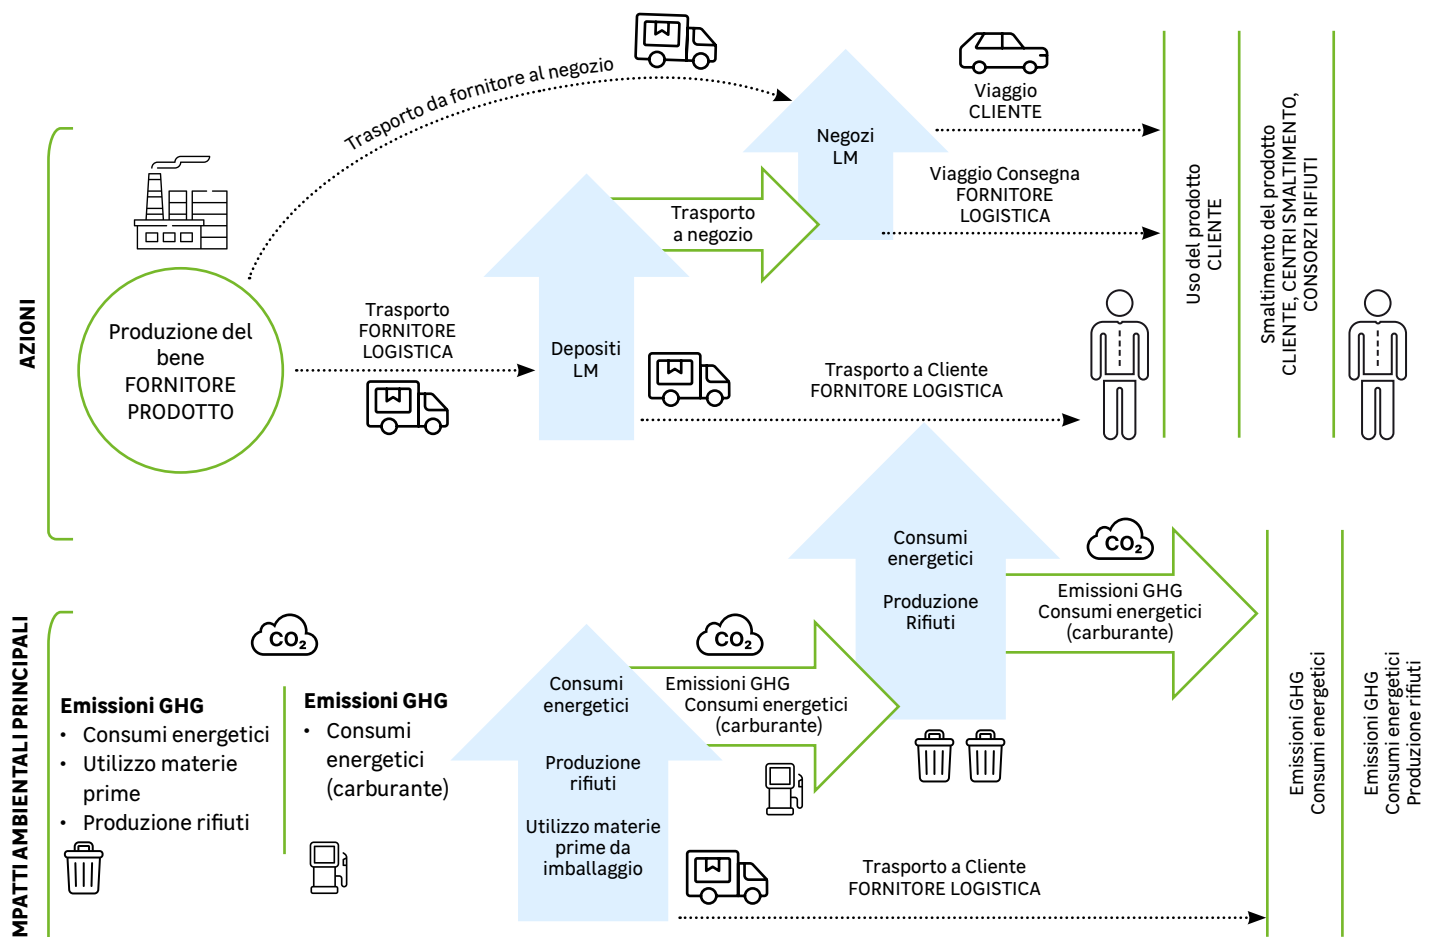 AZIONI
Trasporto da fornitore al negozio
Produzione del
bene
FORNITORE
PRODOTTO
Trasporto
FORNITORE
LOGISTICA
Depositi
LM
Trasporto
a negozio
Negozi
LM
Viaggio
CLIENTE
Viaggio Consegna
FORNITORE
LOGISTICA
Trasporto a Cliente
FORNITORE LOGISTICA
Uso del prodotto
CLIENTE
Smaltimento del prodotto
CLIENTE, CENTRI SMALTIMENTO,
CONSORZI RIFIUTI
MPATTI AMBIENTALI PRINCIPALI
CO₂
Emissioni GHG
• Consumi energetici
• Utilizzo materie
prime
• Produzione rifiuti
Emissioni GHG
• Consumi
energetici
(carburante)
Consumi
energetici
Produzione
rifiuti
Utilizzo materie
prime da
imballaggio
CO₂
Emissioni GHG
Consumi energetici
(carburante)
Consumi
energetici
Produzione
Rifiuti
CO₂
Emissioni GHG
Consumi energetici
(carburante)
Trasporto a Cliente
FORNITORE LOGISTICA
Emissioni GHG
Consumi energetici
Emissioni GHG
Consumi energetici
Produzione rifiuti